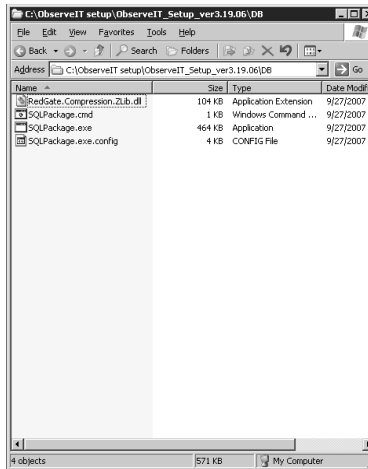 C:\ObserveIT setup\ObserveIT_Setup_ver3.19.06\DB
File Edit View Favorites Tools Help
Back Search Folders
Address C:\ObserveIT setup\ObserveIT_Setup_ver3.19.06\DB Go
Name Size Type Date Modif
RedGate.Compression.ZLib.dll 104 KB Application Extension 9/27/2007
SQLPackage.cmd 1 KB Windows Command ... 9/27/2007
SQLPackage.exe 464 KB Application 9/27/2007
SQLPackage.exe.config 4 KB CONFIG File 9/27/2007
4 objects 571 KB My Computer